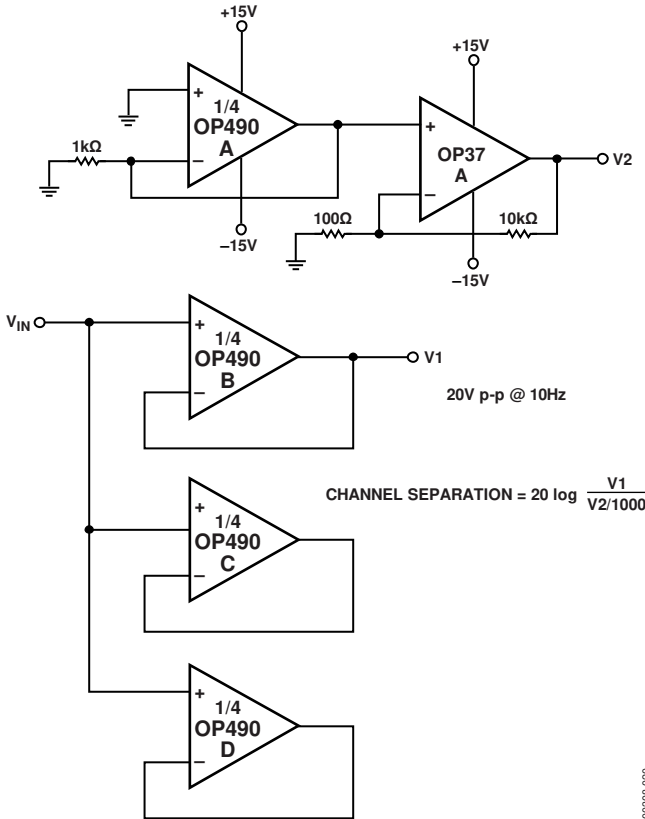 +15V
+
1/4
OP490
A
−
1kΩ
–15V
+15V
+
OP37
A
−
V2
100Ω
10kΩ
–15V
VIN
+
1/4
OP490
B
−
V1
20V p-p @ 10Hz
+
1/4
OP490
C
−
CHANNEL SEPARATION = 20 log V1
V2/1000
+
1/4
OP490
D
−